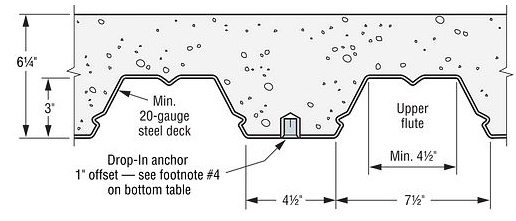 6¼"
3"
Min.
20-gauge
steel deck
Upper
flute
Min. 4½"
Drop-In anchor
1" offset — see footnote #4
on bottom table
4½"
7½"